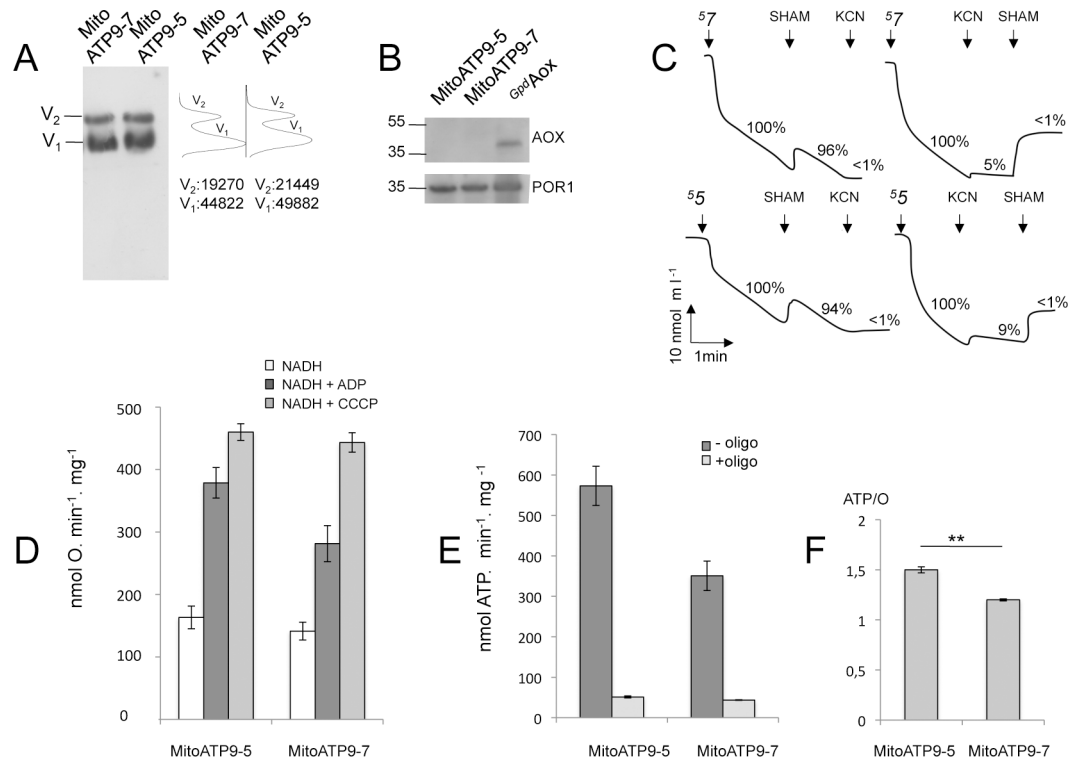 A
Mito ATP9-7
Mito ATP9-5
Mito ATP9-7
Mito ATP9-5
V2
V1
V2
V1
V2
V1
V2:19270 V2:21449
V1:44822 V1:49882
B
MitoATP9-5
MitoATP9-7
GpdAox
55
35
AOX
35
POR1
C
57 SHAM KCN
100% 96% <1%
57 KCN SHAM
100% 5% <1%
55 SHAM KCN
100% 94% <1%
55 KCN SHAM
100% 9% <1%
10 nmol ml-1
1min
D
NADH
NADH + ADP
NADH + CCCP
nmol O. min-1. mg-1
500
400
300
200
100
0
MitoATP9-5 MitoATP9-7
E
- oligo
+oligo
nmol ATP. min-1. mg -1
700
600
500
400
300
200
100
0
MitoATP9-5 MitoATP9-7
F
ATP/O
2
1,5
1
0,5
0
**
MitoATP9-5 MitoATP9-7